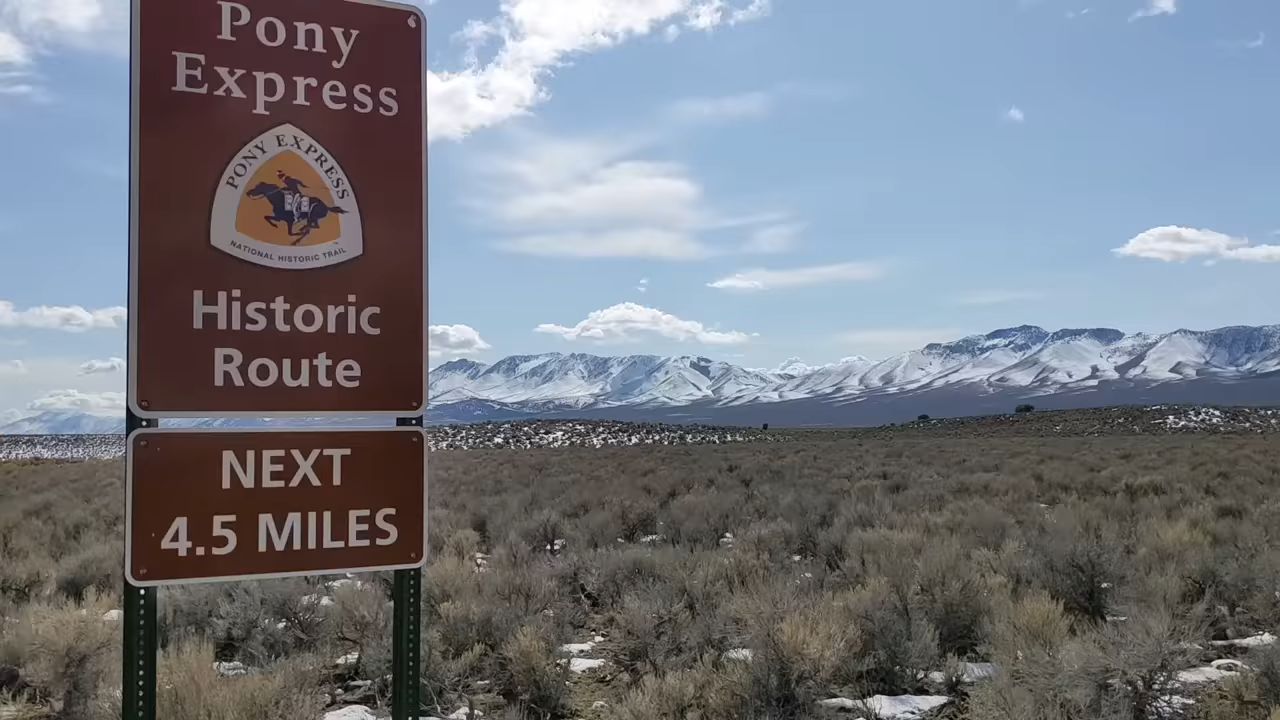 Pony
Express
PONY EXPRESS
NATIONAL HISTORIC TRAIL
Historic
Route
NEXT
4.5 MILES